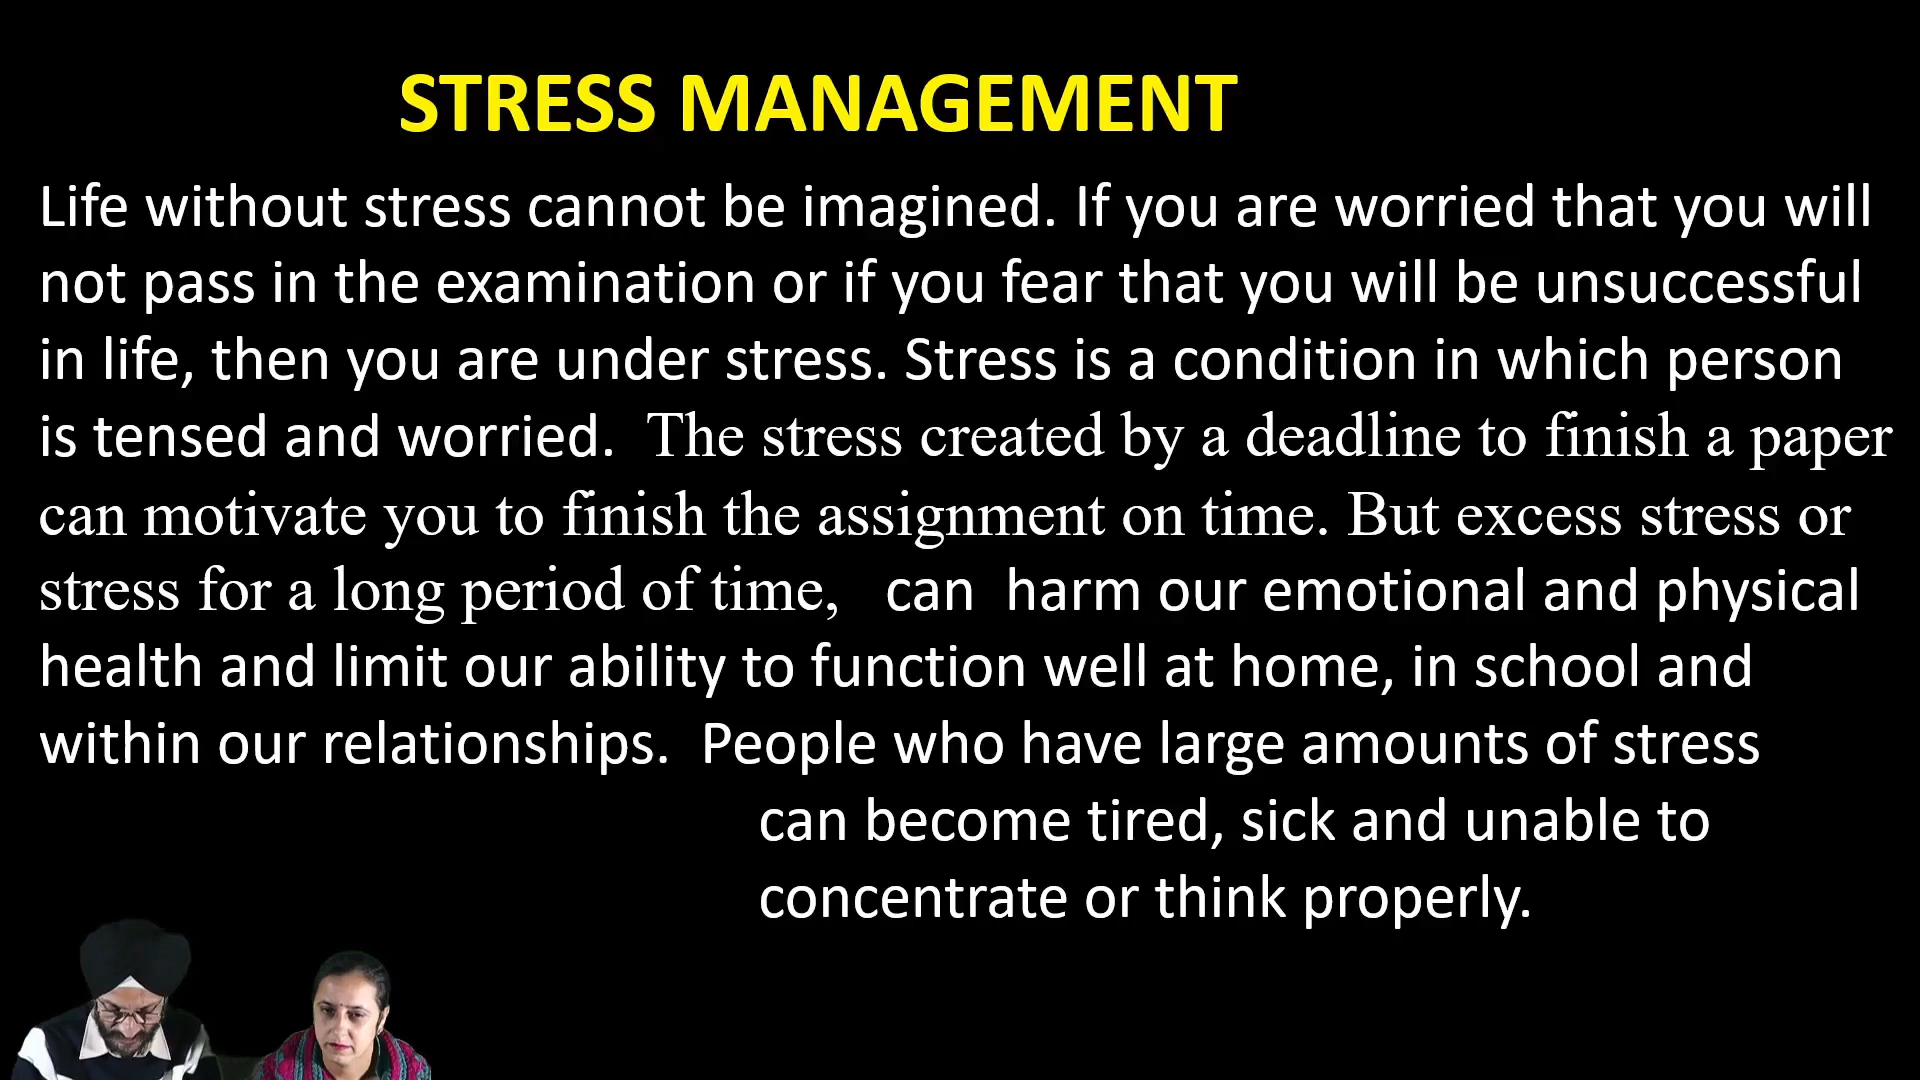 STRESS MANAGEMENT
Life without stress cannot be imagined. If you are worried that you will
not pass in the examination or if you fear that you will be unsuccessful
in life, then you are under stress. Stress is a condition in which person
is tensed and worried.  The stress created by a deadline to finish a paper
can motivate you to finish the assignment on time. But excess stress or
stress for a long period of time,   can  harm our emotional and physical
health and limit our ability to function well at home, in school and
within our relationships.  People who have large amounts of stress
can become tired, sick and unable to
concentrate or think properly.